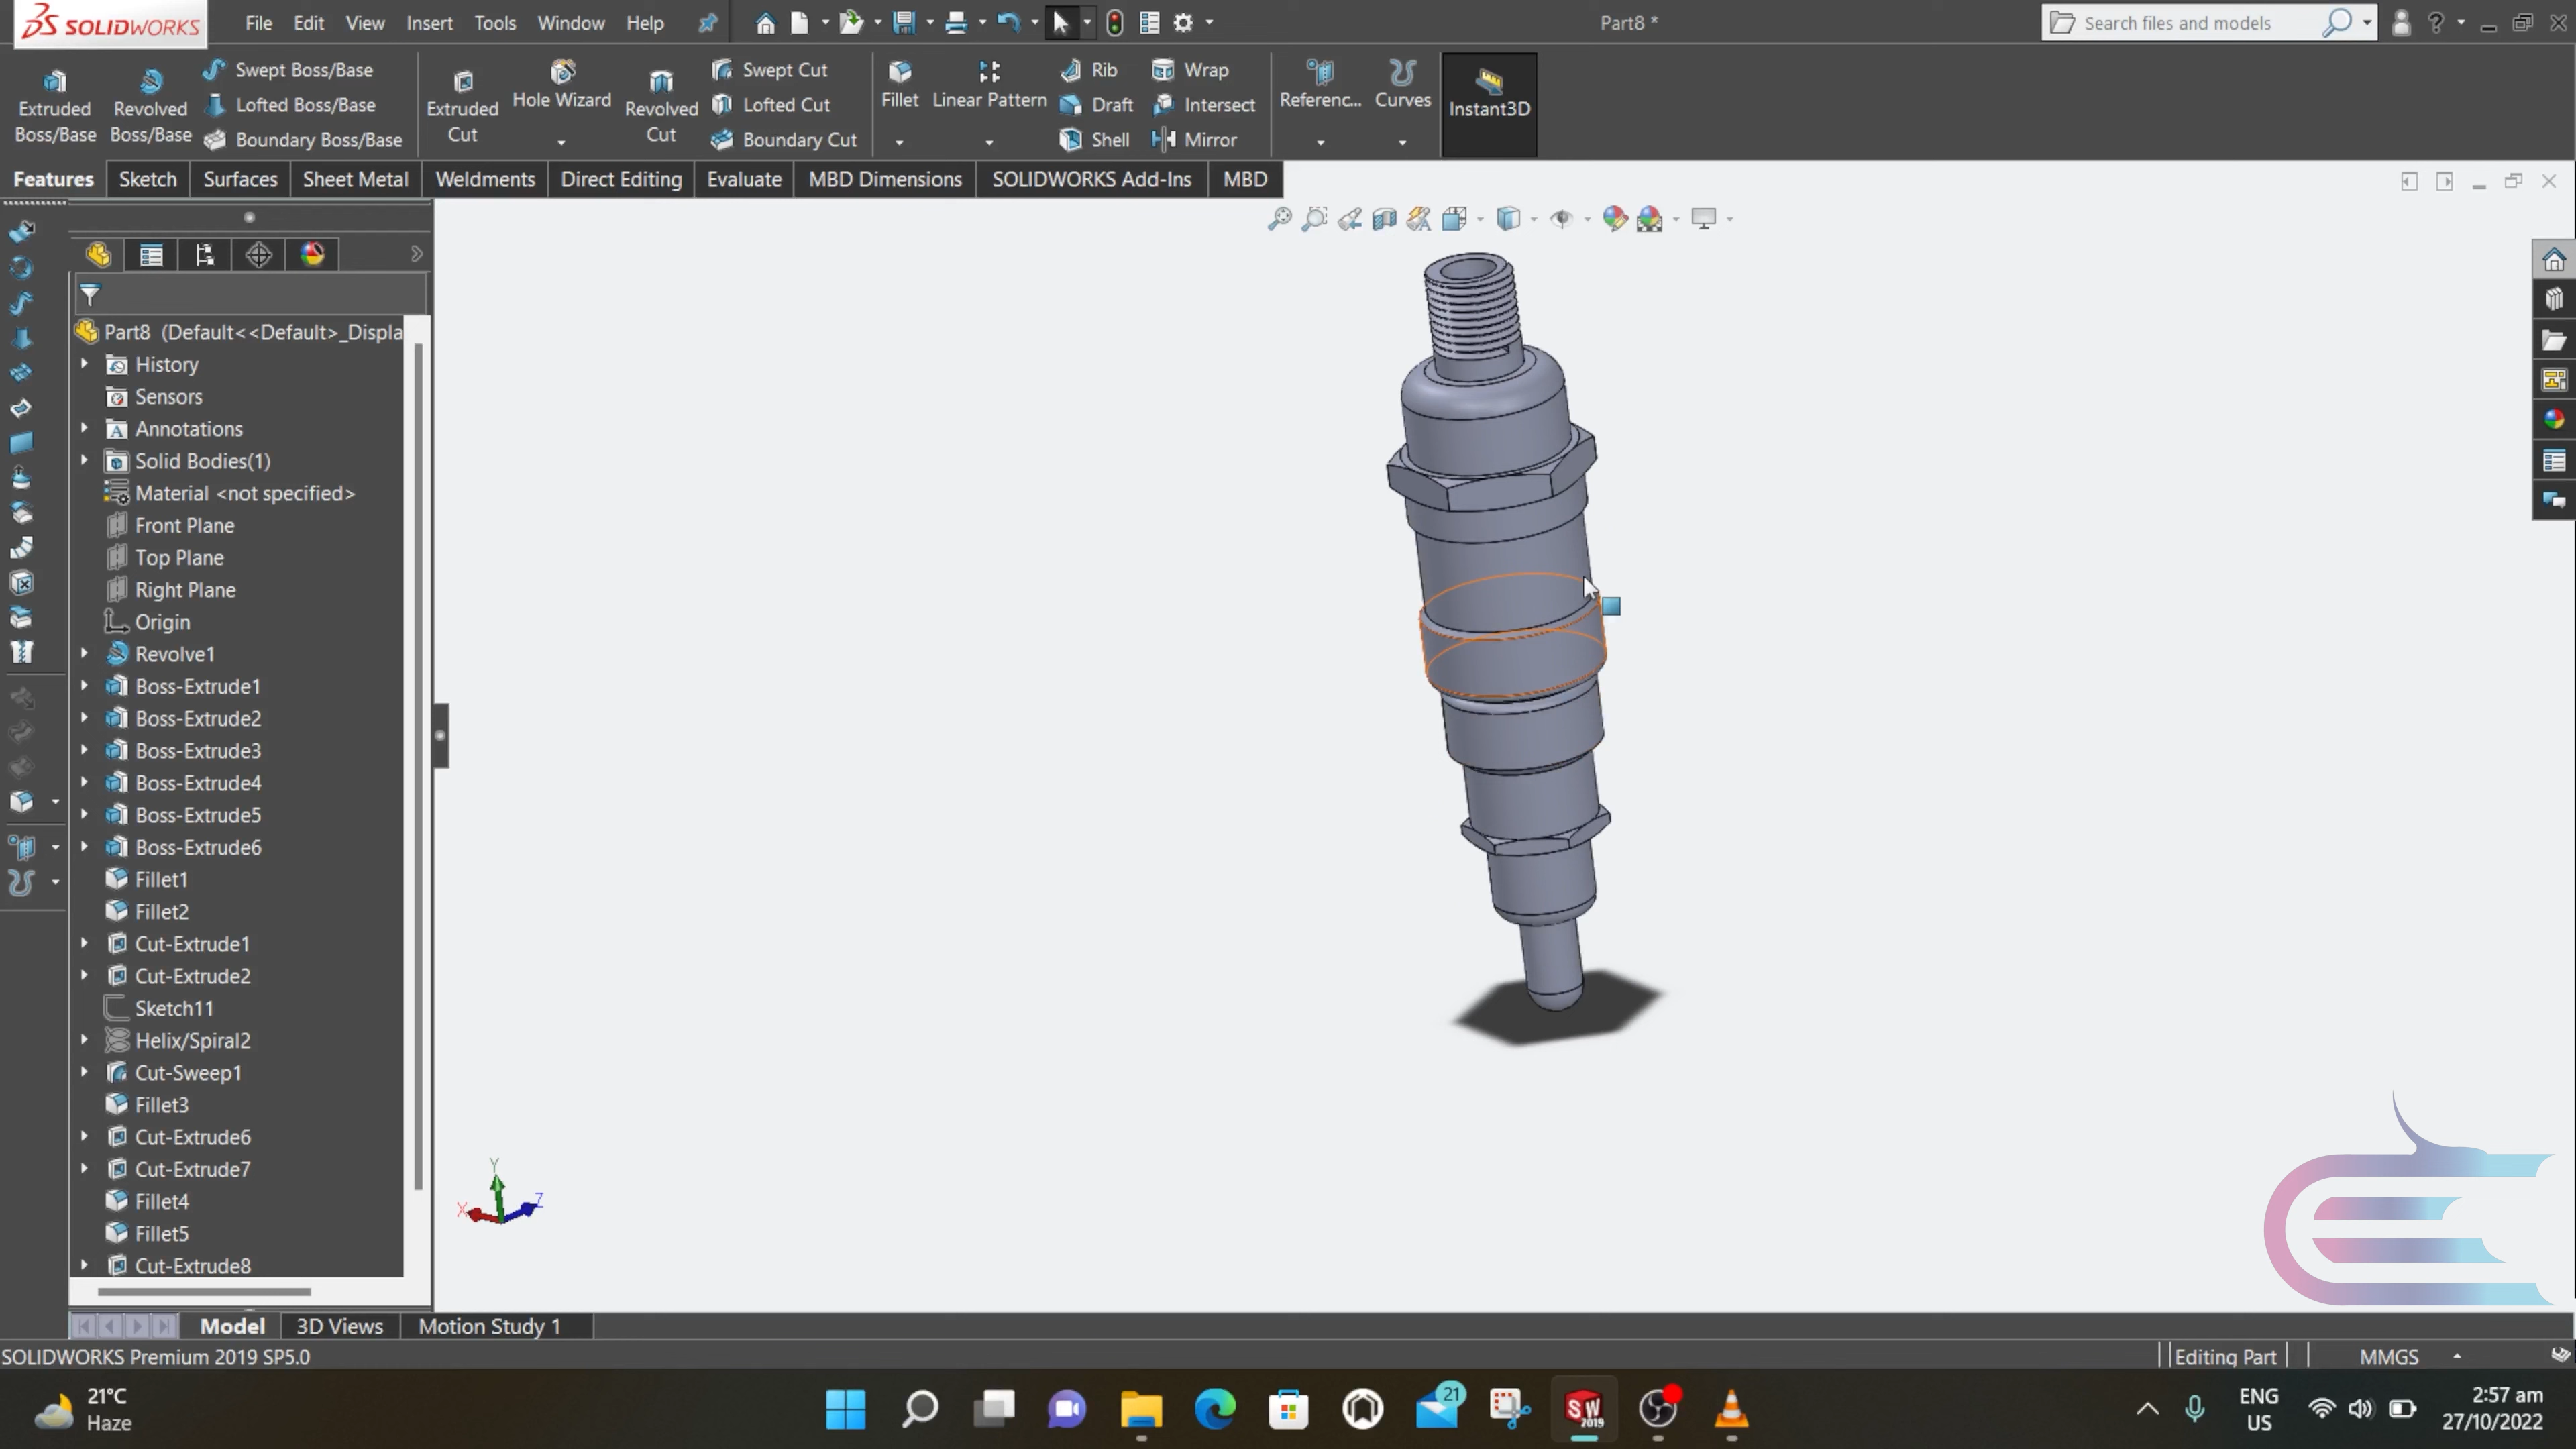 SOLIDWORKS File Edit View Insert Tools Window Help Part8 * Search files and models
Extruded Boss/Base
Revolved Boss/Base
Swept Boss/Base
Lofted Boss/Base
Boundary Boss/Base
Extruded Cut
Hole Wizard
Revolved Cut
Swept Cut
Lofted Cut
Boundary Cut
Fillet
Linear Pattern
Rib
Draft
Shell
Wrap
Intersect
Mirror
Referenc...
Curves
Instant3D
Features Sketch Surfaces Sheet Metal Weldments Direct Editing Evaluate MBD Dimensions SOLIDWORKS Add-Ins MBD
Part8 (Default<<Default>_Displa
History
Sensors
Annotations
Solid Bodies(1)
Material <not specified>
Front Plane
Top Plane
Right Plane
Origin
Revolve1
Boss-Extrude1
Boss-Extrude2
Boss-Extrude3
Boss-Extrude4
Boss-Extrude5
Boss-Extrude6
Fillet1
Fillet2
Cut-Extrude1
Cut-Extrude2
Sketch11
Helix/Spiral2
Cut-Sweep1
Fillet3
Cut-Extrude6
Cut-Extrude7
Fillet4
Fillet5
Cut-Extrude8
Y
X
Z
Model 3D Views Motion Study 1
SOLIDWORKS Premium 2019 SP5.0 Editing Part MMGS
21°C
Haze
21
SW
2019
ENG
US
2:57 am
27/10/2022